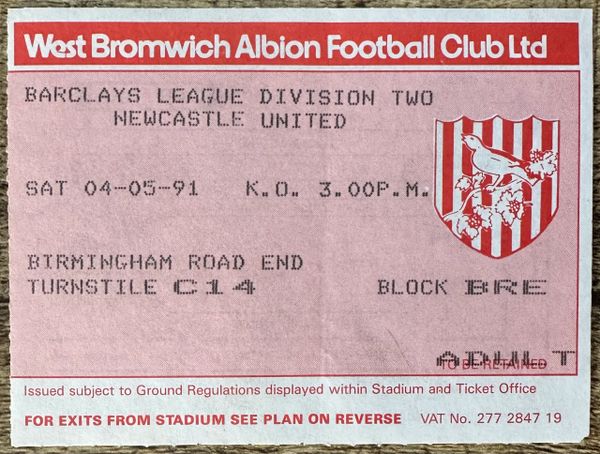 West Bromwich Albion Football Club Ltd
BARCLAYS LEAGUE DIVISION TWO
NEWCASTLE UNITED
SAT 04-05-91 K.O. 3.00P.M.
BIRMINGHAM ROAD END
TURNSTILE C14 BLOCK BRE
ADULT
TO BE RETAINED
Issued subject to Ground Regulations displayed within Stadium and Ticket Office
FOR EXITS FROM STADIUM SEE PLAN ON REVERSE VAT No. 277 2847 19